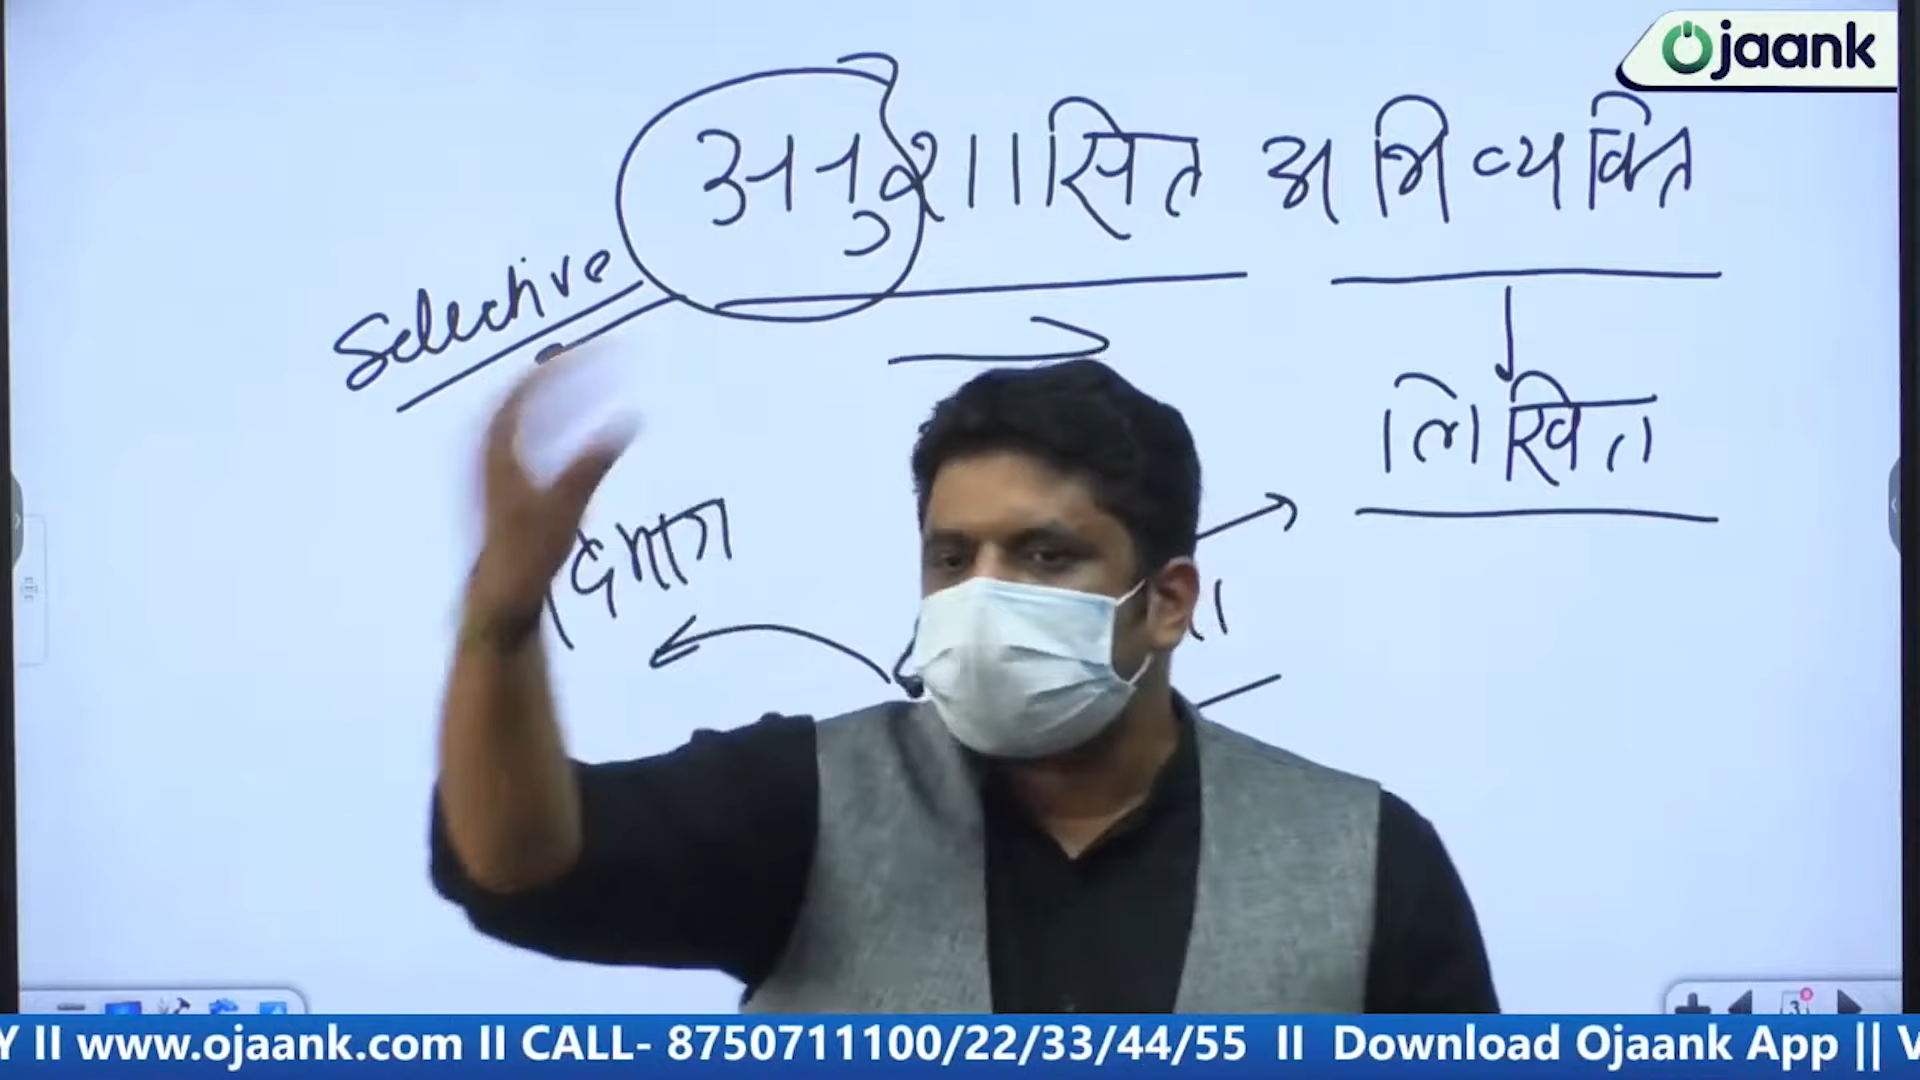 Ojaank
अनुशासित अभिव्यक्ति
Selective
लिखित
दिमाग
Y II www.ojaank.com II CALL- 8750711100/22/33/44/55 II Download Ojaank App || V